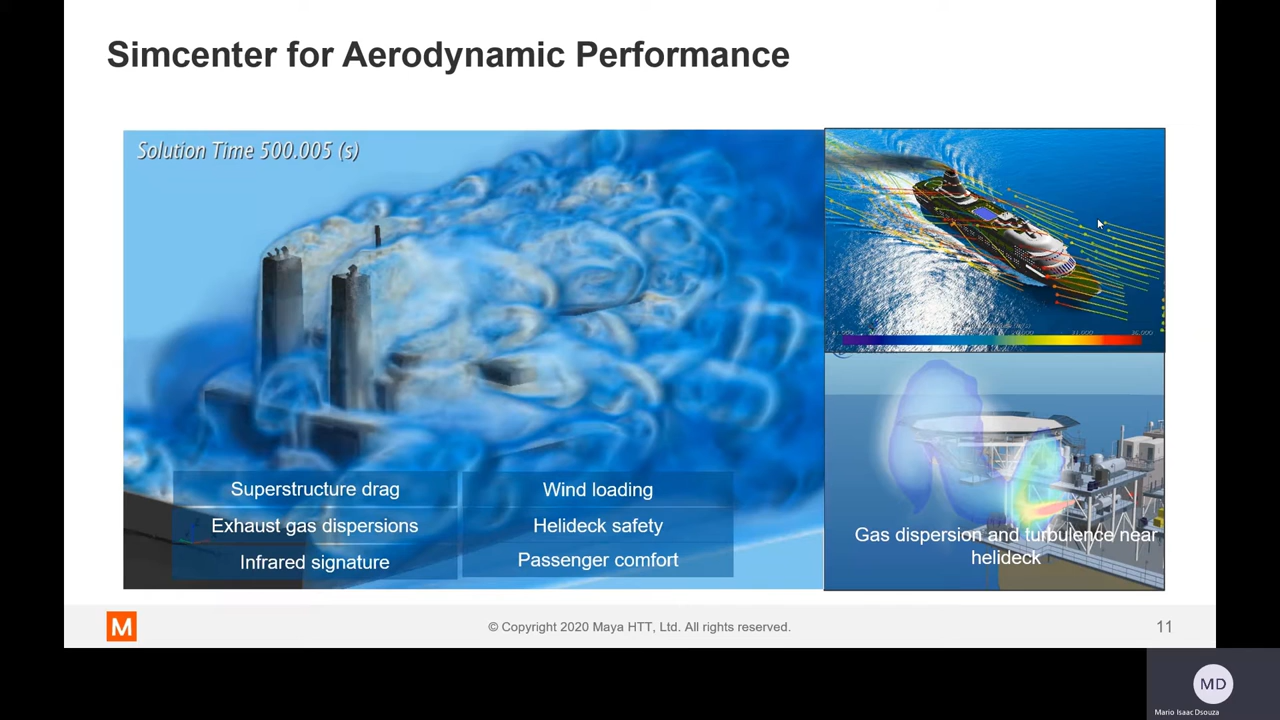 Simcenter for Aerodynamic Performance
Solution Time 500.005 (s)
Superstructure drag
Wind loading
Exhaust gas dispersions
Helideck safety
Infrared signature
Passenger comfort
Gas dispersion and turbulence near
helideck
M
© Copyright 2020 Maya HTT, Ltd. All rights reserved.
11
MD
Mario Isaac Dsouza